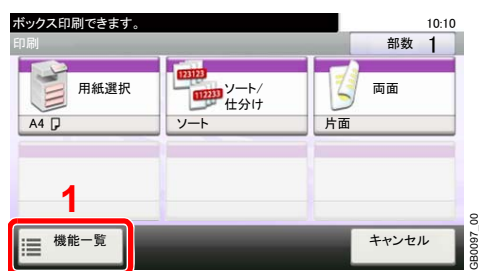 ボックス印刷できます。
10:10
印刷
部数 1
用紙選択
A4
123123
112233
ソート/
仕分け
ソート
両面
片面
1
機能一覧
キャンセル
GB0097_00